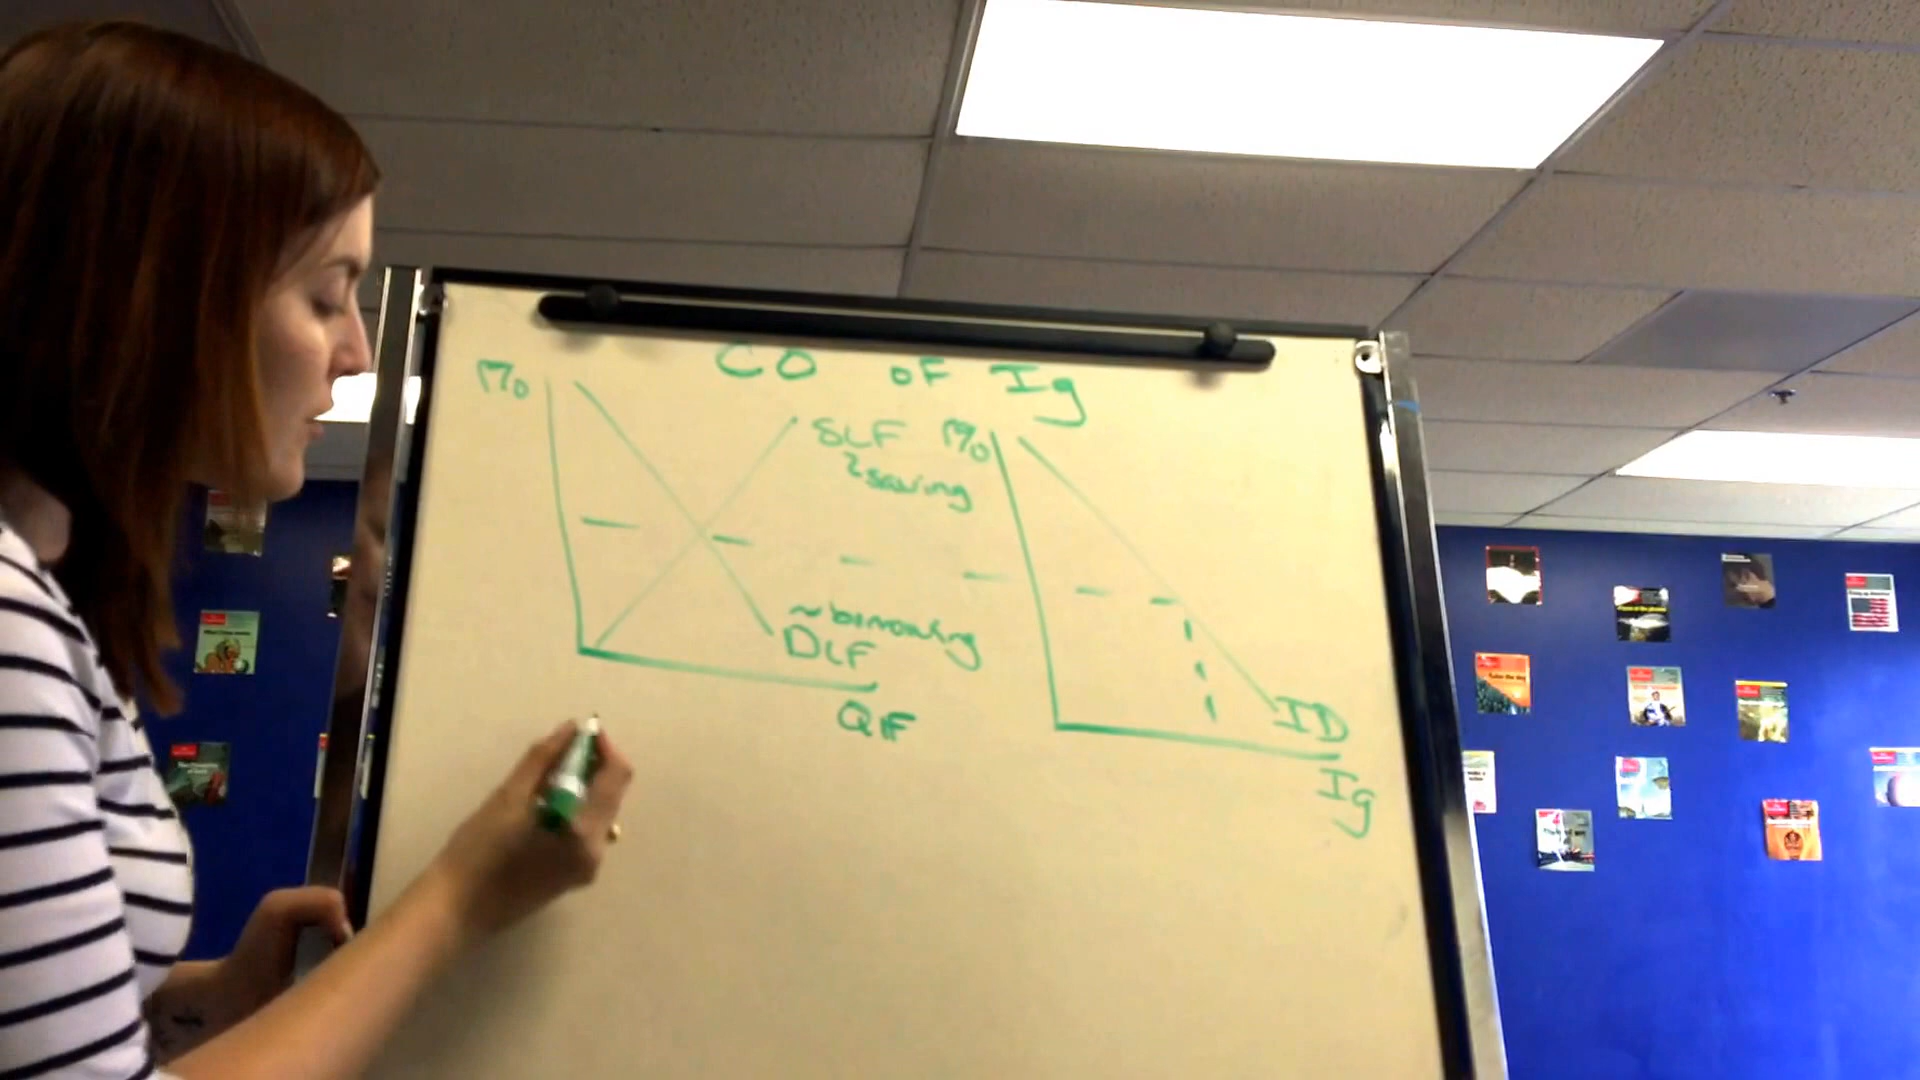 CO of Ig
r%
SLF
~saving
~borrowing
DLF
QLF
r%
ID
Ig